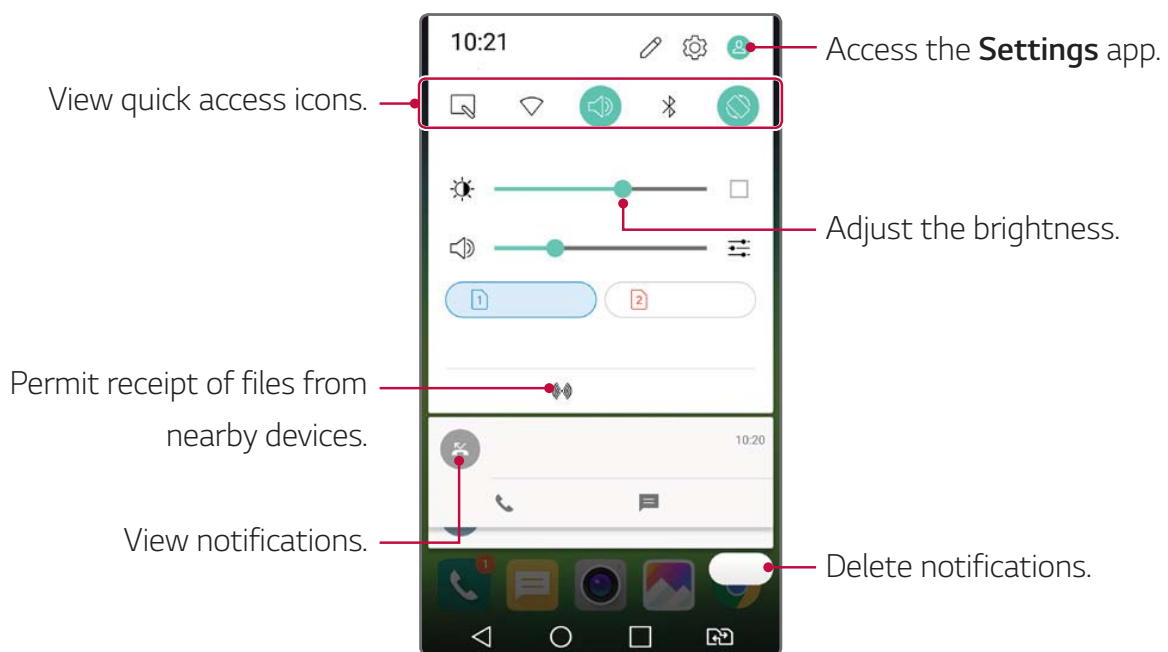 10:21
Access the Settings app.
View quick access icons.
Adjust the brightness.
1
2
Permit receipt of files from
nearby devices.
10:20
View notifications.
1
Delete notifications.